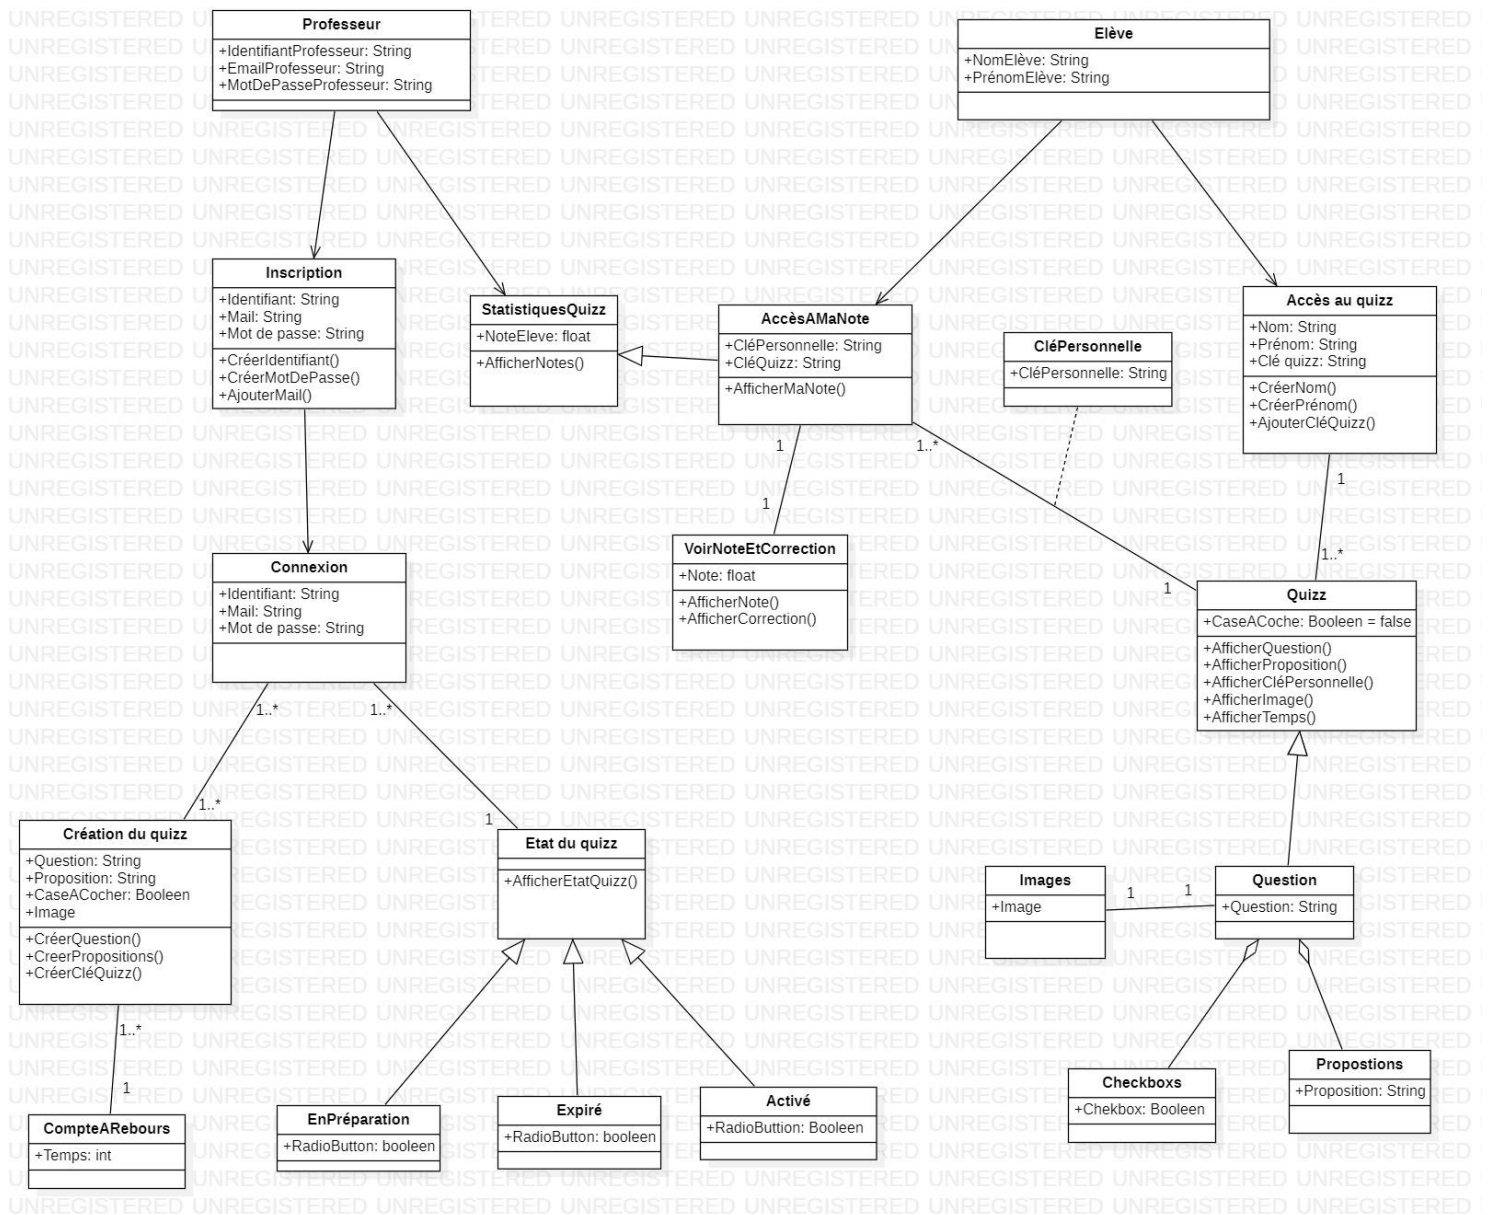 Professeur
+IdentifiantProfesseur: String
+EmailProfesseur: String
+MotDePasseProfesseur: String
Elève
+NomElève: String
+PrénomElève: String
Inscription
+Identifiant: String
+Mail: String
+Mot de passe: String
+CréerIdentifiant()
+CréerMotDePasse()
+AjouterMail()
StatistiquesQuizz
+NoteEleve: float
+AfficherNotes()
AccèsAMaNote
+CléPersonnelle: String
+CléQuizz: String
+AfficherMaNote()
CléPersonnelle
+CléPersonnelle: String
Accès au quizz
+Nom: String
+Prénom: String
+Clé quizz: String
+CréerNom()
+CréerPrénom()
+AjouterCléQuizz()
1
1..*
1
1
1..*
1
VoirNoteEtCorrection
+Note: float
+AfficherNote()
+AfficherCorrection()
Connexion
+Identifiant: String
+Mail: String
+Mot de passe: String
Quizz
+CaseACoche: Booleen = false
+AfficherQuestion()
+AfficherProposition()
+AfficherCléPersonnelle()
+AfficherImage()
+AfficherTemps()
1..*
1..*
1..*
1
Création du quizz
+Question: String
+Proposition: String
+CaseACocher: Booleen
+Image
+CréerQuestion()
+CreerPropositions()
+CréerCléQuizz()
Etat du quizz
+AfficherEtatQuizz()
Images
+Image
1
1
Question
+Question: String
1..*
1
CompteARebours
+Temps: int
EnPréparation
+RadioButton: booleen
Expiré
+RadioButton: booleen
Activé
+RadioButtion: Booleen
Checkboxs
+Chekbox: Booleen
Propostions
+Proposition: String